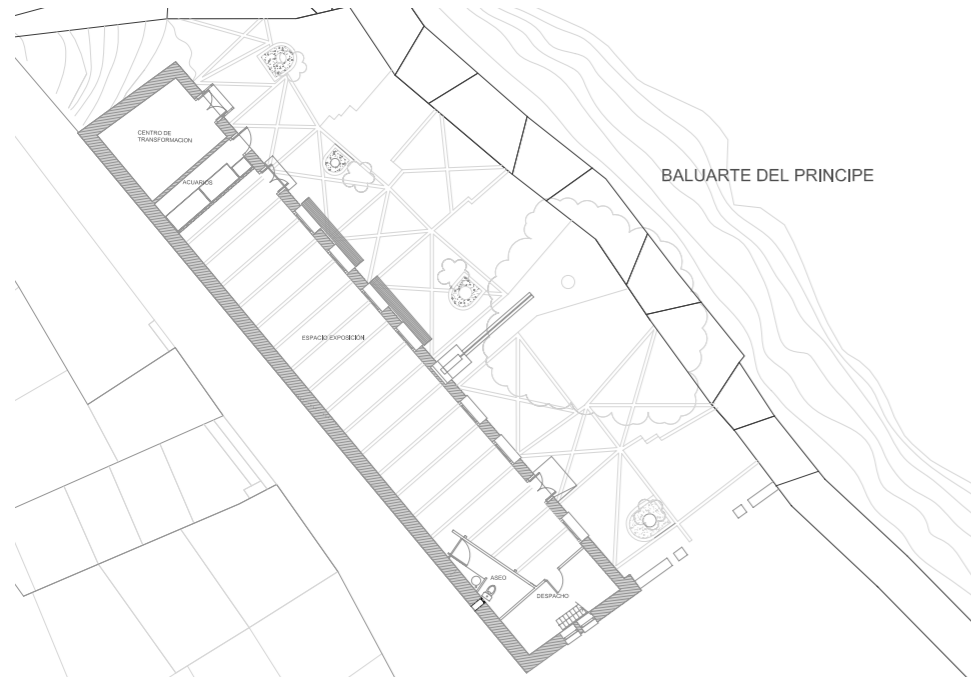 CENTRO DE
TRANSFORMACION
BALUARTE DEL PRINCIPE
ACUARIOS
ESPACIO EXPOSICION
ASEO
DESPACHO